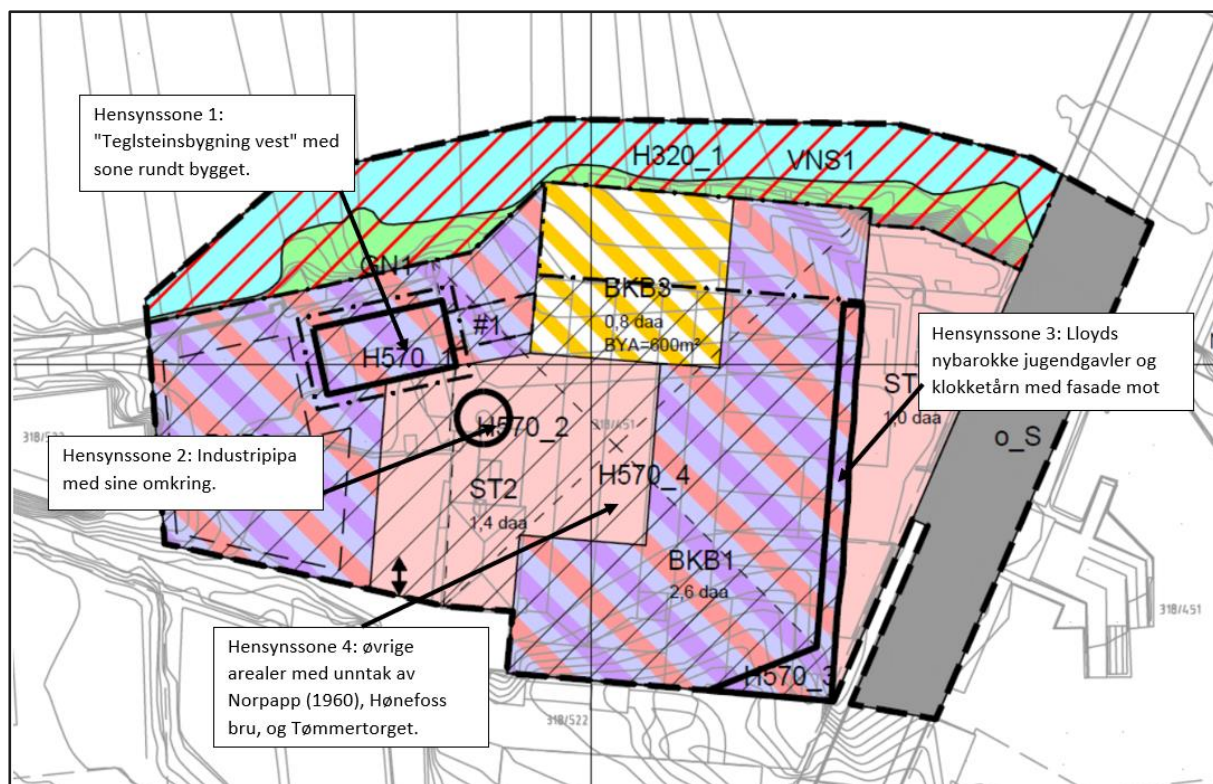 Hensynssone 1:
"Teglsteinsbygning vest" med
sone rundt bygget.
H320_1
VNS1
GN1
BKB3
0,8 daa
BYA=600m²
#1
H570_1
Hensynssone 3: Lloyds
nybarokke jugendgavler og
klokketårn med fasade mot
ST
1,0 daa
o_S
318/522
318/451
H570_2
Hensynssone 2: Industripipa
med sine omkring.
H570_4
ST2
1,4 daa
BKB1
2,6 daa
318/451
Hensynssone 4: øvrige
arealer med unntak av
Norpapp (1960), Hønefoss
bru, og Tømmertorget.
H570_3
318/522